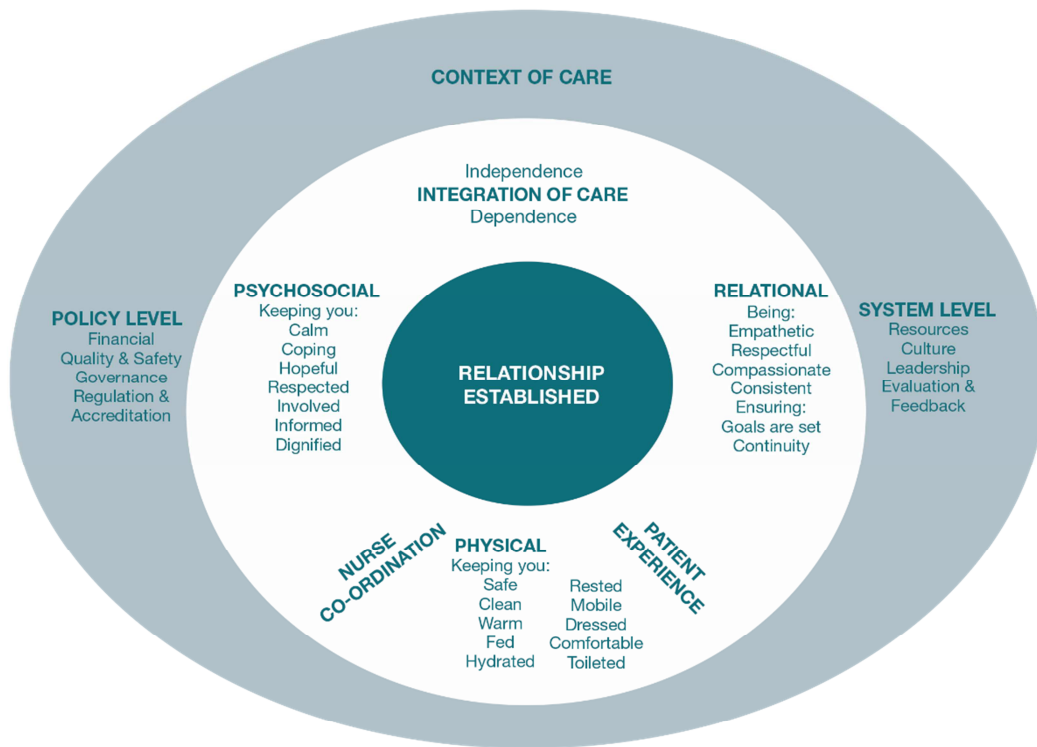 CONTEXT OF CARE
Independence
INTEGRATION OF CARE
Dependence
PSYCHOSOCIAL
Keeping you:
Calm
Coping
Hopeful
Respected
Involved
Informed
Dignified
RELATIONAL
Being:
Empathetic
Respectful
Compassionate
Consistent
Ensuring:
Goals are set
Continuity
POLICY LEVEL
Financial
Quality & Safety
Governance
Regulation &
Accreditation
SYSTEM LEVEL
Resources
Culture
Leadership
Evaluation &
Feedback
RELATIONSHIP
ESTABLISHED
NURSE
CO-ORDINATION
PHYSICAL
Keeping you:
Safe
Clean
Warm
Fed
Hydrated
Rested
Mobile
Dressed
Comfortable
Toileted
PATIENT
EXPERIENCE